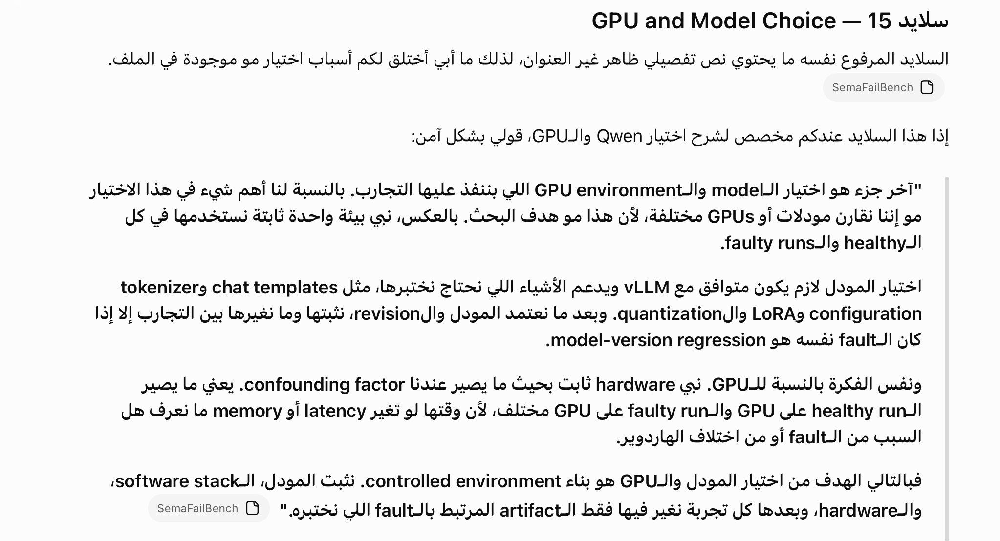 سلايد 15 — GPU and Model Choice
السلايد المرفوع نفسه ما يحتوي نص تفصيلي ظاهر غير العنوان، لذلك ما أبي أختلق لكم أسباب اختيار مو موجودة في الملف.
SemaFailBench
إذا هذا السلايد عندكم مخصص لشرح اختيار Qwen والـGPU، قولي بشكل آمن:
"آخر جزء هو اختيار الـmodel والـGPU environment اللي بننفذ عليها التجارب. بالنسبة لنا أهم شيء في هذا الاختيار
مو إننا نقارن مودلات أو GPUs مختلفة، لأن هذا مو هدف البحث. بالعكس، نبي بيئة واحدة ثابتة نستخدمها في كل
الـhealthy والـfaulty runs.
اختيار المودل لازم يكون متوافق مع vLLM ويدعم الأشياء اللي نحتاج نختبرها، مثل chat templates وtokenizer
configuration وLoRA والquantization. وبعد ما نعتمد المودل والrevision، نثبتها وما نغيرها بين التجارب إلا إذا
كان الـfault نفسه هو model-version regression.
ونفس الفكرة بالنسبة للـGPU. نبي hardware ثابت بحيث ما يصير عندنا confounding factor. يعني ما يصير
الـhealthy run على GPU والـfaulty run على GPU مختلف، لأن وقتها لو تغير latency أو memory ما نعرف هل
السبب من الـfault أو من اختلاف الهاردوير.
فبالتالي الهدف من اختيار المودل والـGPU هو بناء controlled environment. نثبت المودل، الـsoftware stack،
والـhardware، وبعدها كل تجربة نغير فيها فقط الـartifact المرتبط بالـfault اللي نختبره." SemaFailBench